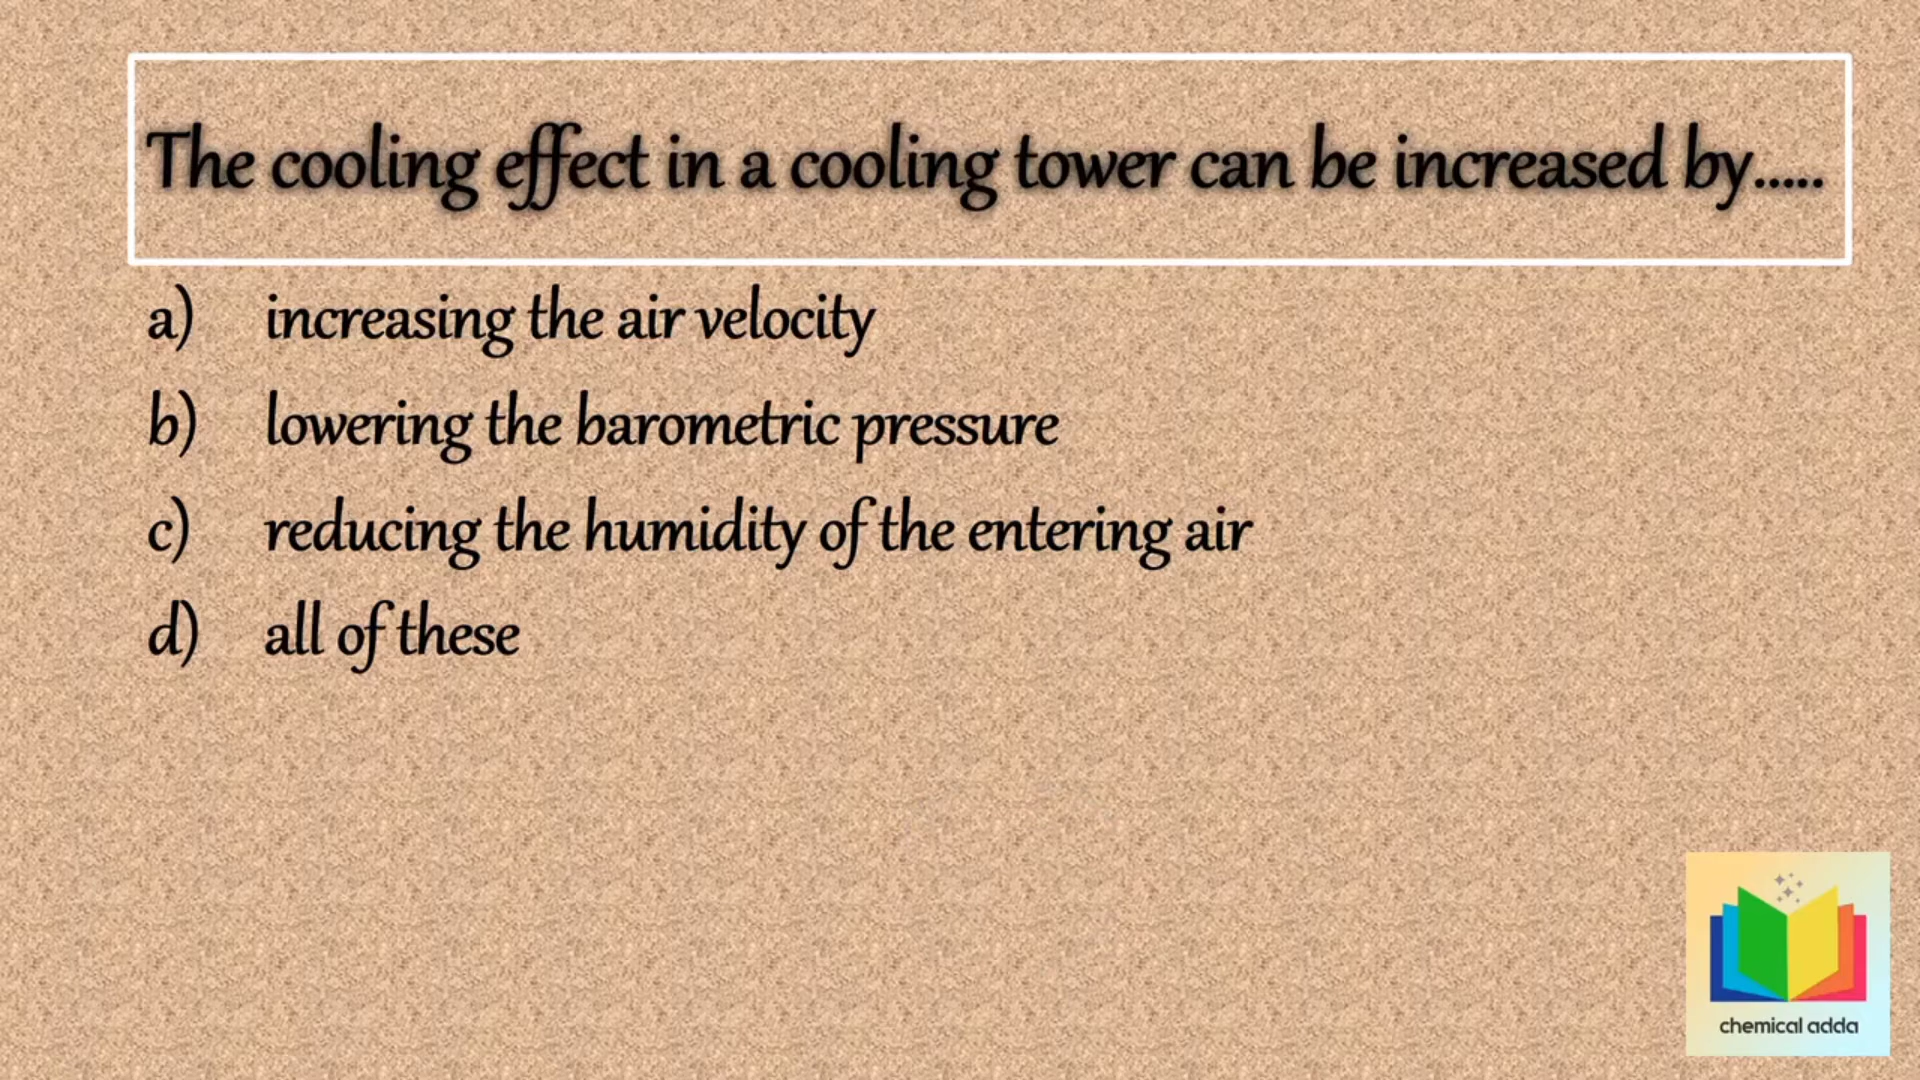 The cooling effect in a cooling tower can be increased by.....
a) increasing the air velocity
b) lowering the barometric pressure
c) reducing the humidity of the entering air
d) all of these
chemical adda